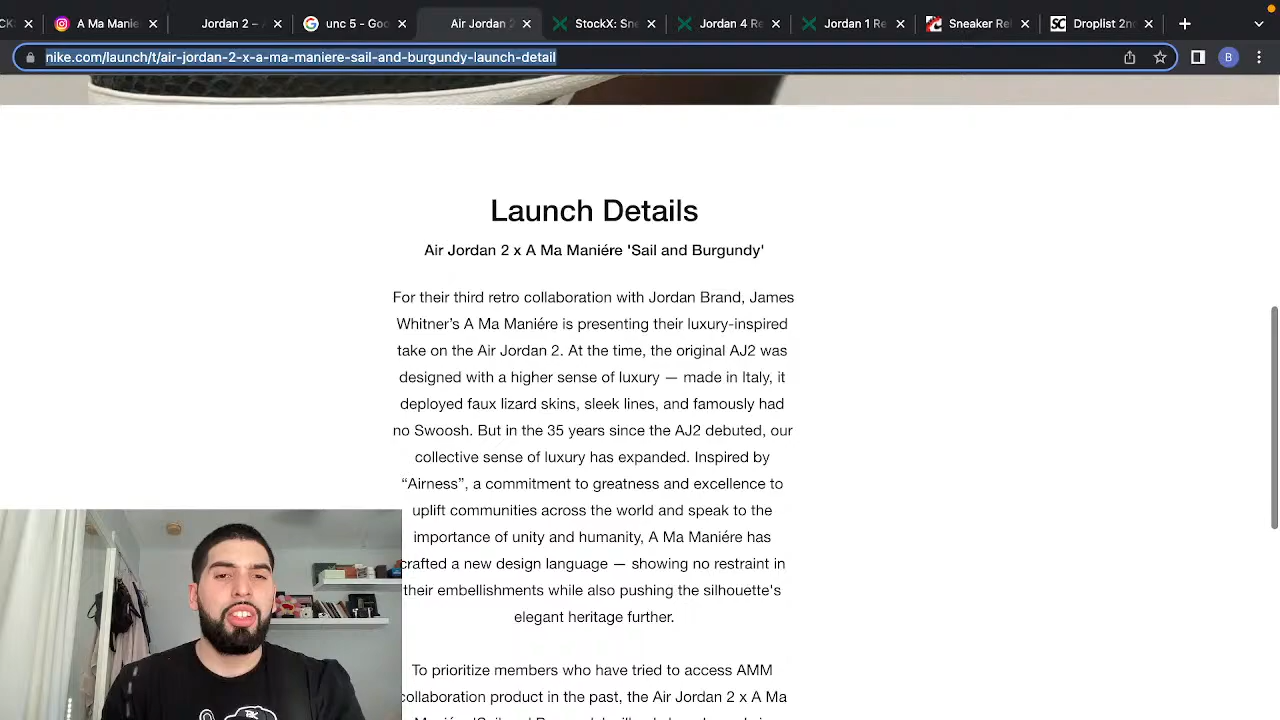 A Ma Manié
Jordan 2 –
unc 5 - Goo
Air Jordan 2
StockX: Sne
Jordan 4 Re
Jordan 1 Re
Sneaker Rel
SC
Droplist 2n
nike.com/launch/t/air-jordan-2-x-a-ma-maniere-sail-and-burgundy-launch-detail
B
Launch Details
Air Jordan 2 x A Ma Maniére 'Sail and Burgundy'
For their third retro collaboration with Jordan Brand, James
Whitner’s A Ma Maniére is presenting their luxury-inspired
take on the Air Jordan 2. At the time, the original AJ2 was
designed with a higher sense of luxury — made in Italy, it
deployed faux lizard skins, sleek lines, and famously had
no Swoosh. But in the 35 years since the AJ2 debuted, our
collective sense of luxury has expanded. Inspired by
“Airness”, a commitment to greatness and excellence to
uplift communities across the world and speak to the
importance of unity and humanity, A Ma Maniére has
crafted a new design language — showing no restraint in
their embellishments while also pushing the silhouette's
elegant heritage further.
To prioritize members who have tried to access AMM
collaboration product in the past, the Air Jordan 2 x A Ma